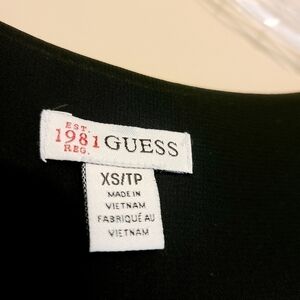 EST.
1981 GUESS
REG.
XS/TP
MADE IN
VIETNAM
FABRIQUÉ AU
VIETNAM